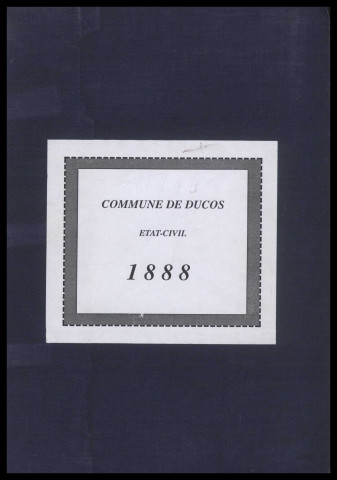 COMMUNE DE DUCOS
ETAT-CIVIL
1888